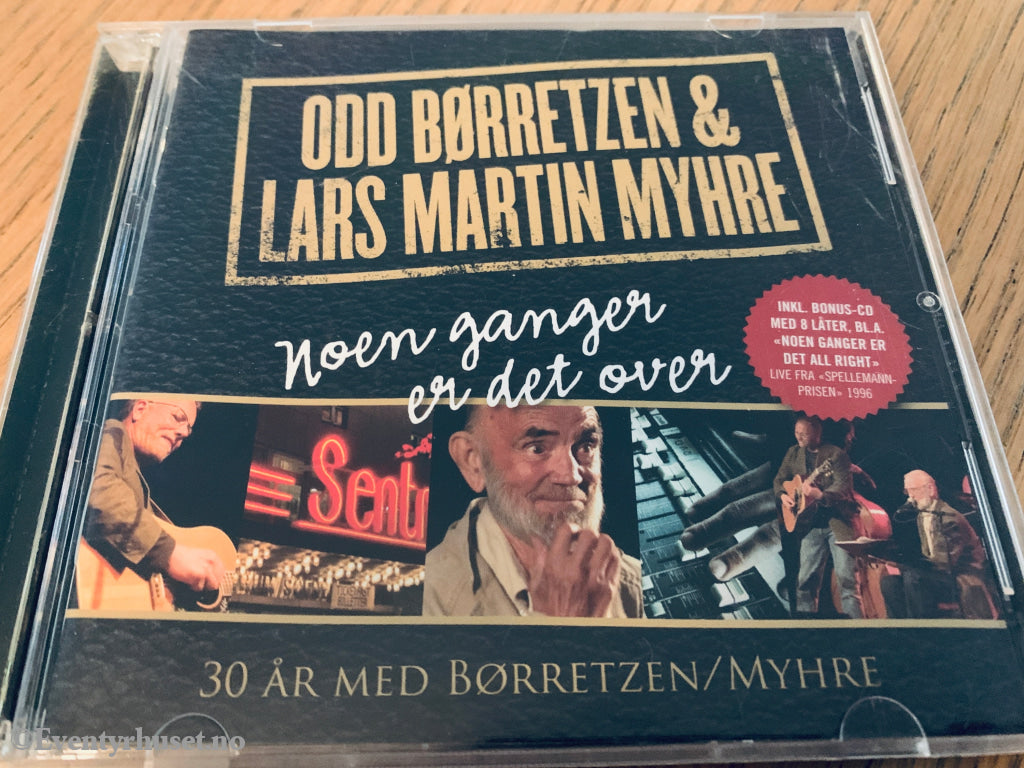 ODD BØRRETZEN &
LARS MARTIN MYHRE
Noen ganger
er det over
INKL. BONUS-CD
MED 8 LÅTER, BL.A.
«NOEN GANGER ER
DET ALL RIGHT»
LIVE FRA «SPELLEMANN-
PRISEN» 1996
Sentr
30 ÅR MED BØRRETZEN/MYHRE
©Eventyrhuset.no